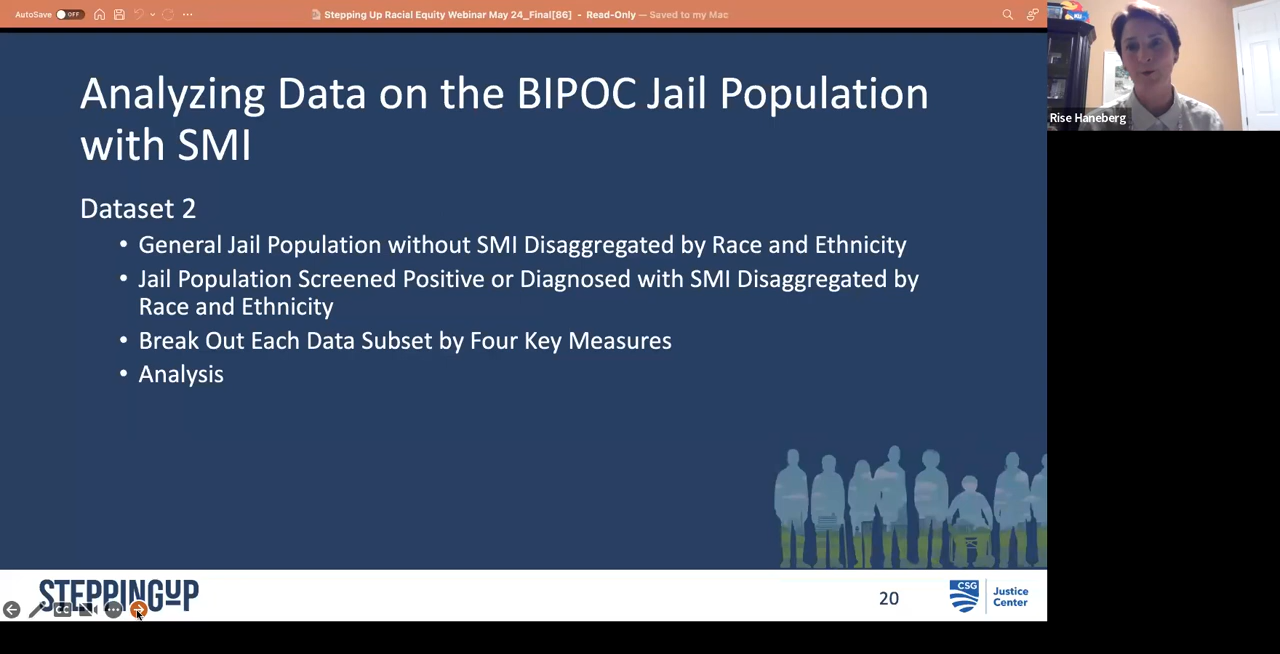 AutoSave OFF
Stepping Up Racial Equity Webinar May 24_Final[86] - Read-Only — Saved to my Mac
Rise Haneberg
Analyzing Data on the BIPOC Jail Population
with SMI
Dataset 2
• General Jail Population without SMI Disaggregated by Race and Ethnicity
• Jail Population Screened Positive or Diagnosed with SMI Disaggregated by
Race and Ethnicity
• Break Out Each Data Subset by Four Key Measures
• Analysis
STEPPINGUP
CC
20
CSG
Justice
Center